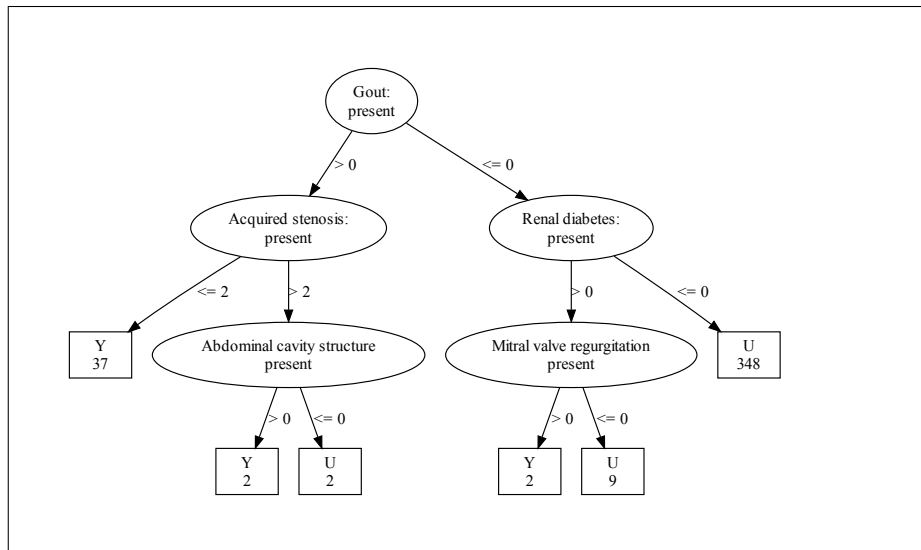 Gout:
present
> 0
<= 0
Acquired stenosis:
present
Renal diabetes:
present
<= 2
> 2
> 0
<= 0
Y
37
Abdominal cavity structure
present
Mitral valve regurgitation
present
U
348
> 0
<= 0
> 0
<= 0
Y
2
U
2
Y
2
U
9